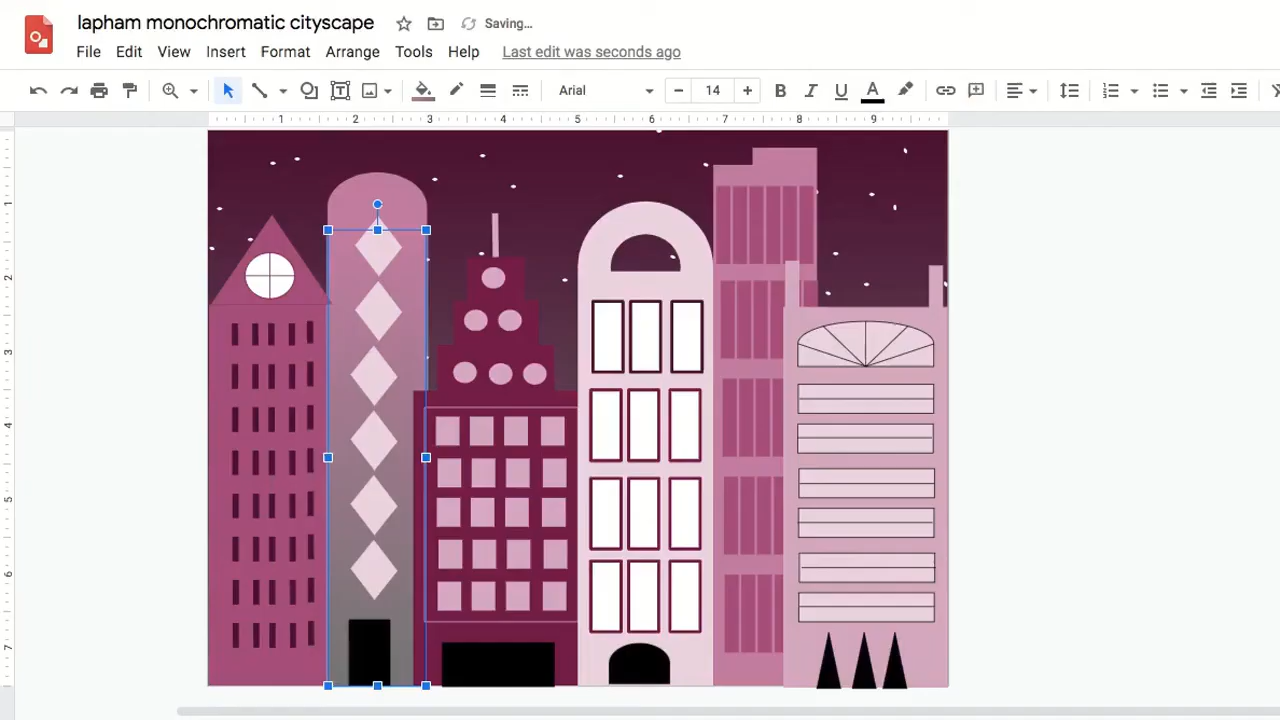 lapham monochromatic cityscape Saving...
File Edit View Insert Format Arrange Tools Help Last edit was seconds ago
Arial 14 B I U A
1 2 3 4 5 6 7 8 9
1
2
3
4
5
6
7